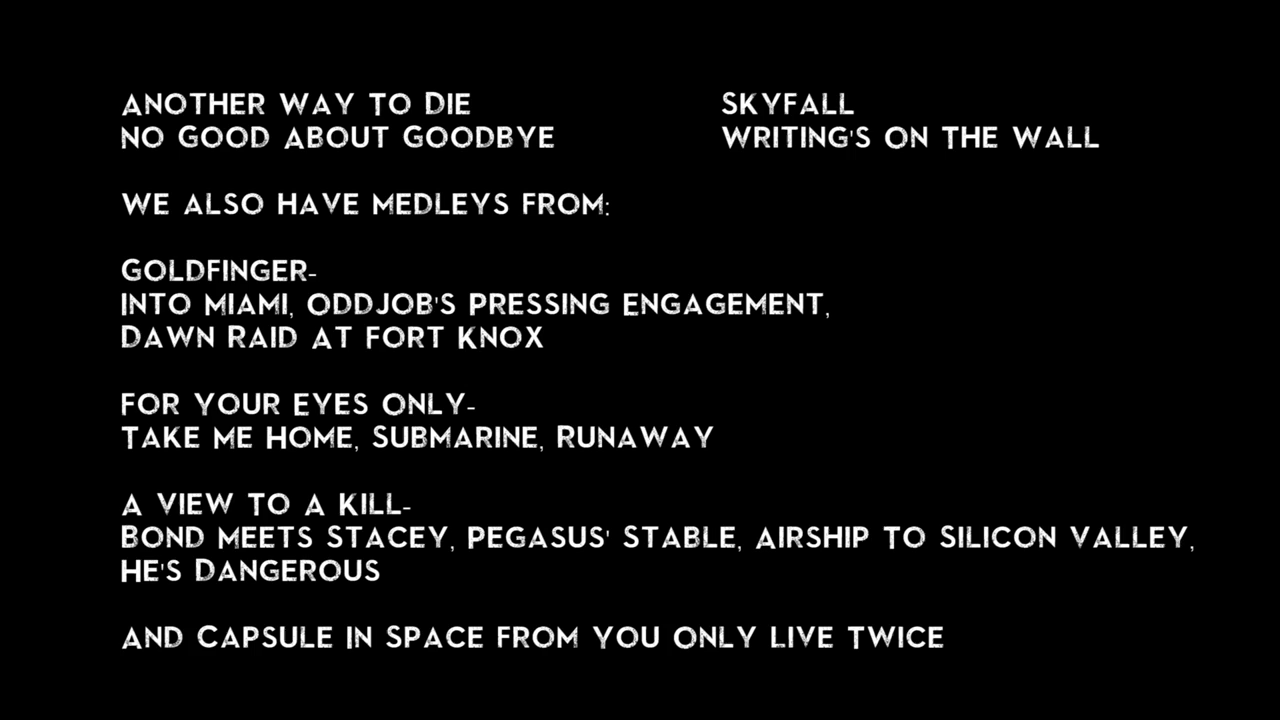 ANOTHER WAY TO DIE
NO GOOD ABOUT GOODBYE
SKYFALL
WRITING'S ON THE WALL
WE ALSO HAVE MEDLEYS FROM:
GOLDFINGER-
INTO MIAMI, ODDJOB'S PRESSING ENGAGEMENT,
DAWN RAID AT FORT KNOX
FOR YOUR EYES ONLY-
TAKE ME HOME, SUBMARINE, RUNAWAY
A VIEW TO A KILL-
BOND MEETS STACEY, PEGASUS' STABLE, AIRSHIP TO SILICON VALLEY,
HE'S DANGEROUS
AND CAPSULE IN SPACE FROM YOU ONLY LIVE TWICE